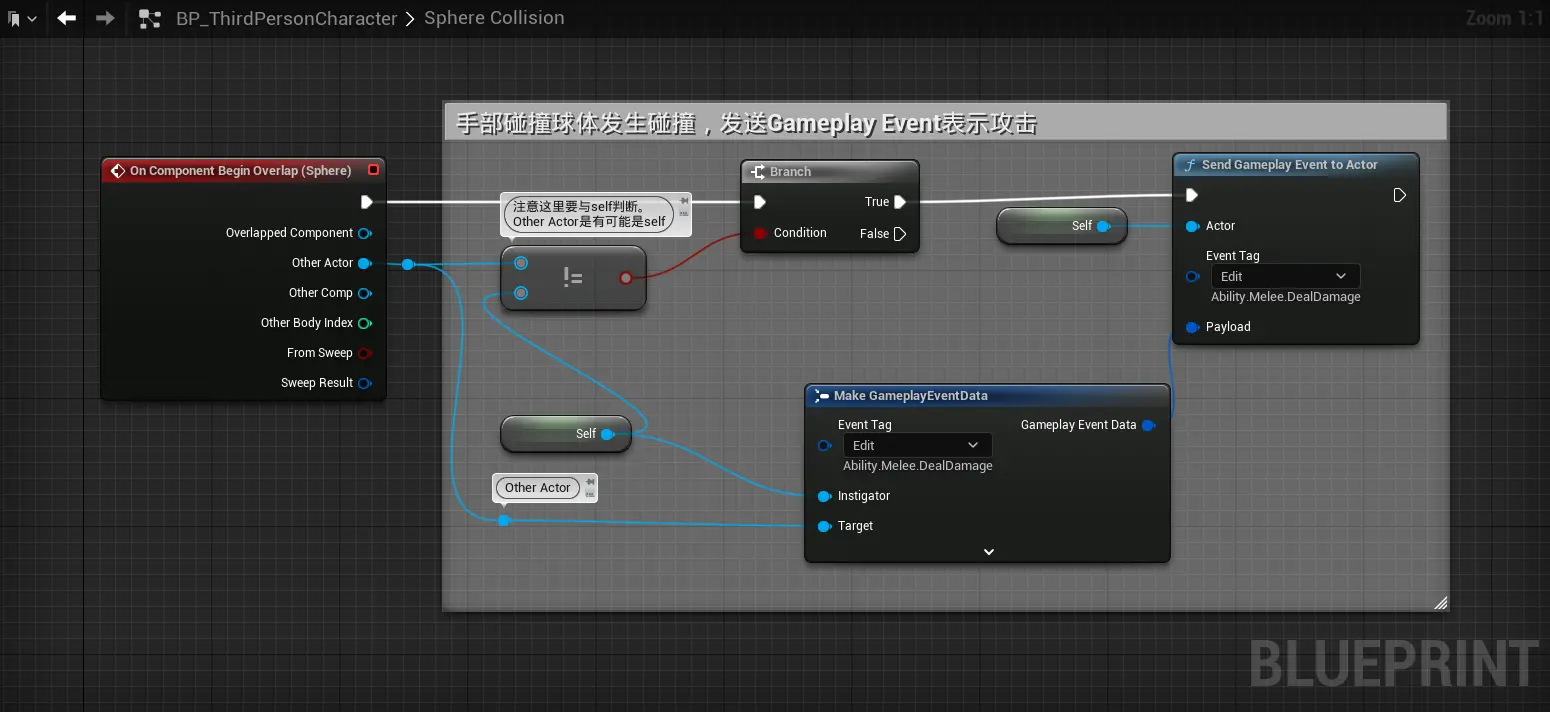 BP_ThirdPersonCharacter > Sphere Collision
Zoom 1:1
手部碰撞球体发生碰撞，发送Gameplay Event表示攻击
On Component Begin Overlap (Sphere)
Overlapped Component
Other Actor
Other Comp
Other Body Index
From Sweep
Sweep Result
注意这里要与self判断。
Other Actor是有可能是self
!=
Branch
True
Condition
False
Self
Send Gameplay Event to Actor
Actor
Event Tag
Edit
Ability.Melee.DealDamage
Payload
Self
Other Actor
Make GameplayEventData
Event Tag
Gameplay Event Data
Edit
Ability.Melee.DealDamage
Instigator
Target
BLUEPRINT